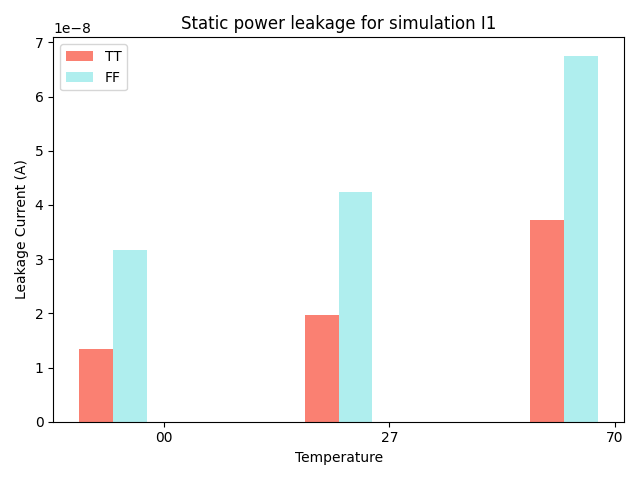 Static power leakage for simulation I1
1e−8
TT
FF
7
6
5
4
3
2
1
0
Leakage Current (A)
00
27
70
Temperature